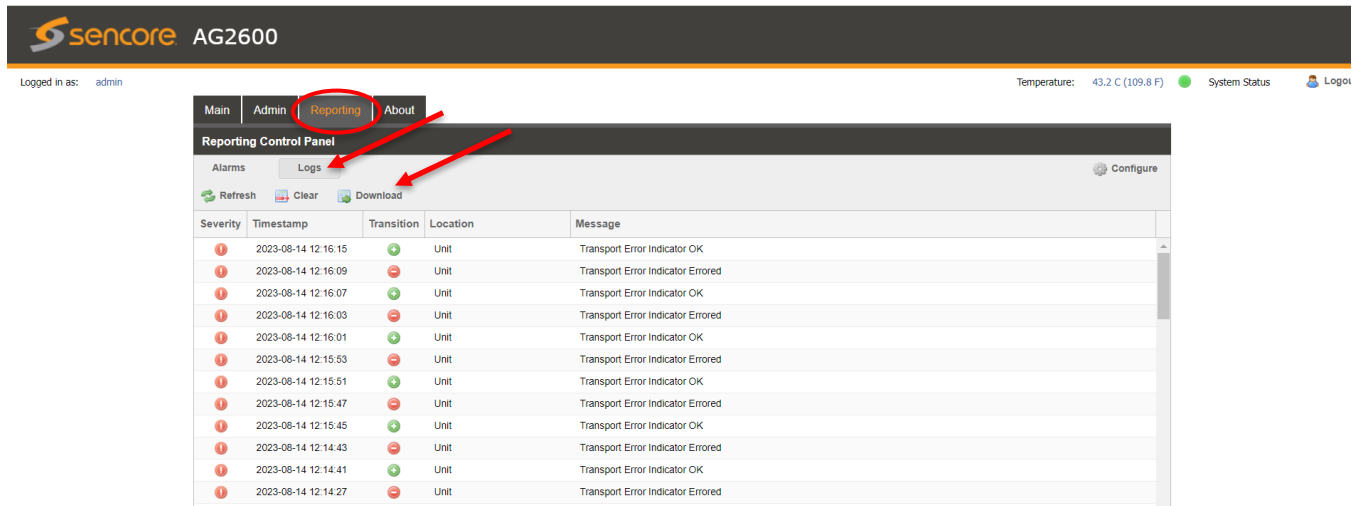 sencore AG2600
Logged in as: admin Temperature: 43.2 C (109.8 F) System Status Logou
Main Admin Reporting About
Reporting Control Panel
Alarms Logs Configure
Refresh Clear Download
Severity Timestamp Transition Location Message
2023-08-14 12:16:15 Unit Transport Error Indicator OK
2023-08-14 12:16:09 Unit Transport Error Indicator Errored
2023-08-14 12:16:07 Unit Transport Error Indicator OK
2023-08-14 12:16:03 Unit Transport Error Indicator Errored
2023-08-14 12:16:01 Unit Transport Error Indicator OK
2023-08-14 12:15:53 Unit Transport Error Indicator Errored
2023-08-14 12:15:51 Unit Transport Error Indicator OK
2023-08-14 12:15:47 Unit Transport Error Indicator Errored
2023-08-14 12:15:45 Unit Transport Error Indicator OK
2023-08-14 12:14:43 Unit Transport Error Indicator Errored
2023-08-14 12:14:41 Unit Transport Error Indicator OK
2023-08-14 12:14:27 Unit Transport Error Indicator Errored